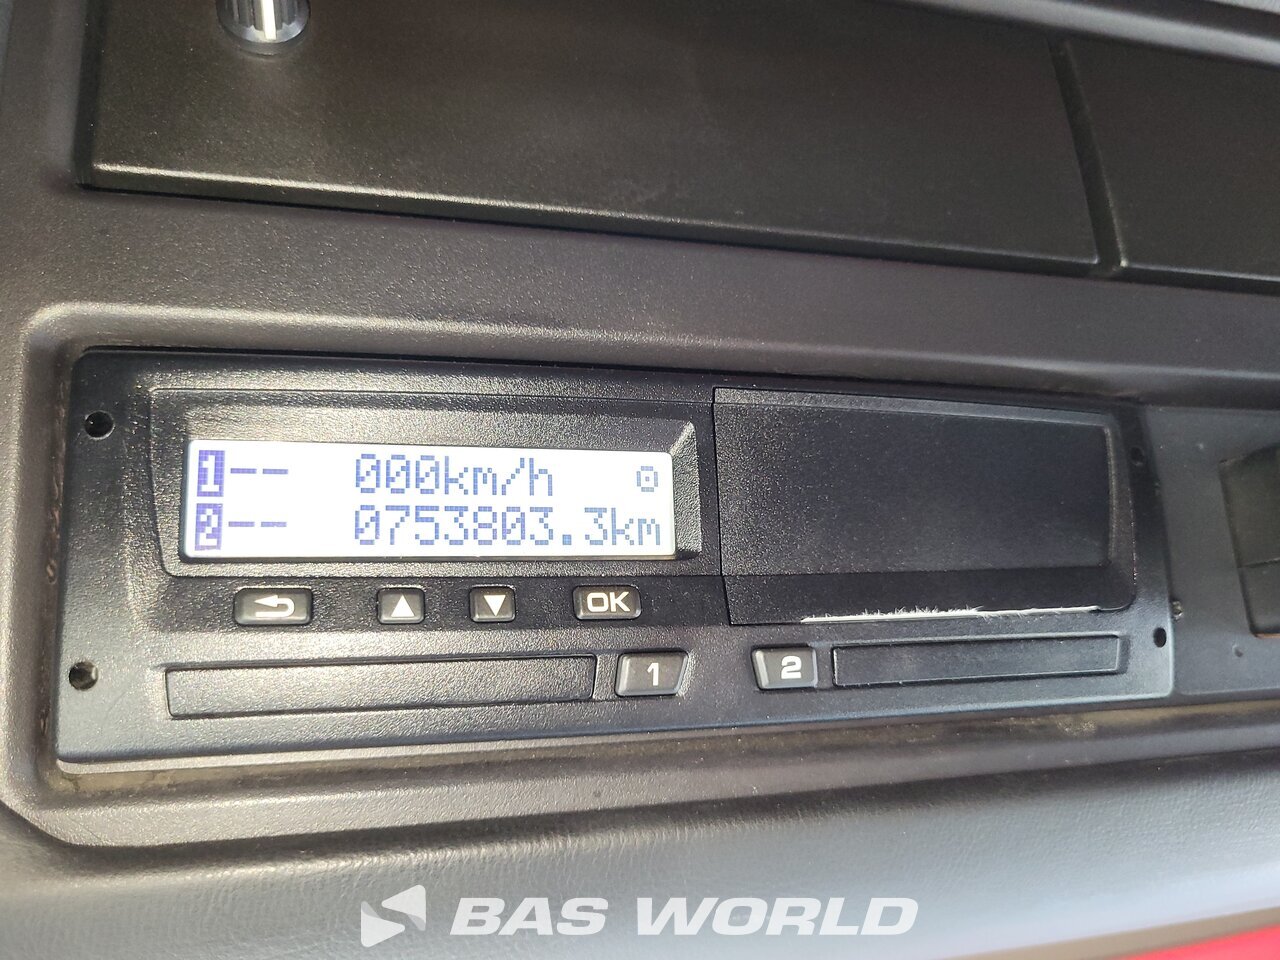 1-- 000km/h
2-- 0753803.3km
OK
1 2
BAS WORLD